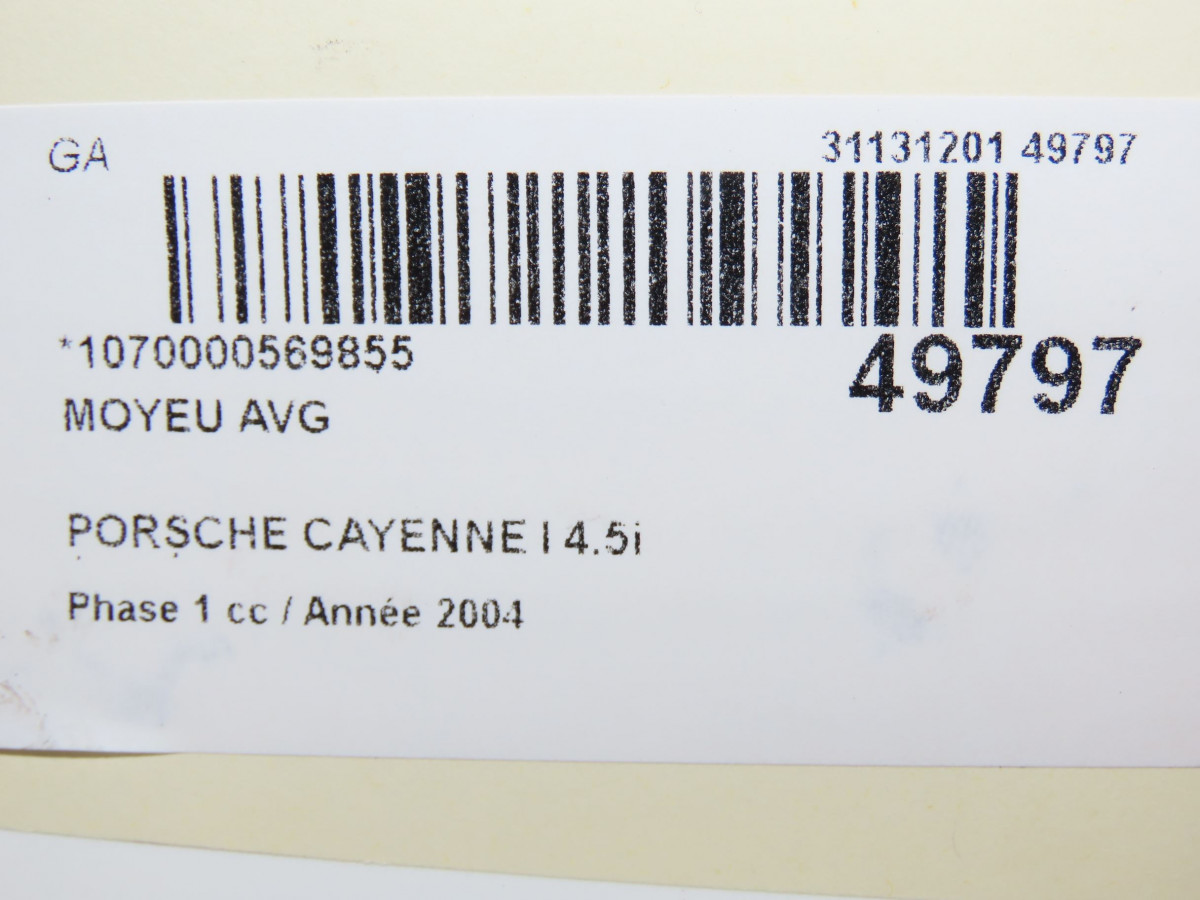 GA
31131201 49797
*1070000569855
49797
MOYEU AVG
PORSCHE CAYENNE I 4.5i
Phase 1 cc / Année 2004